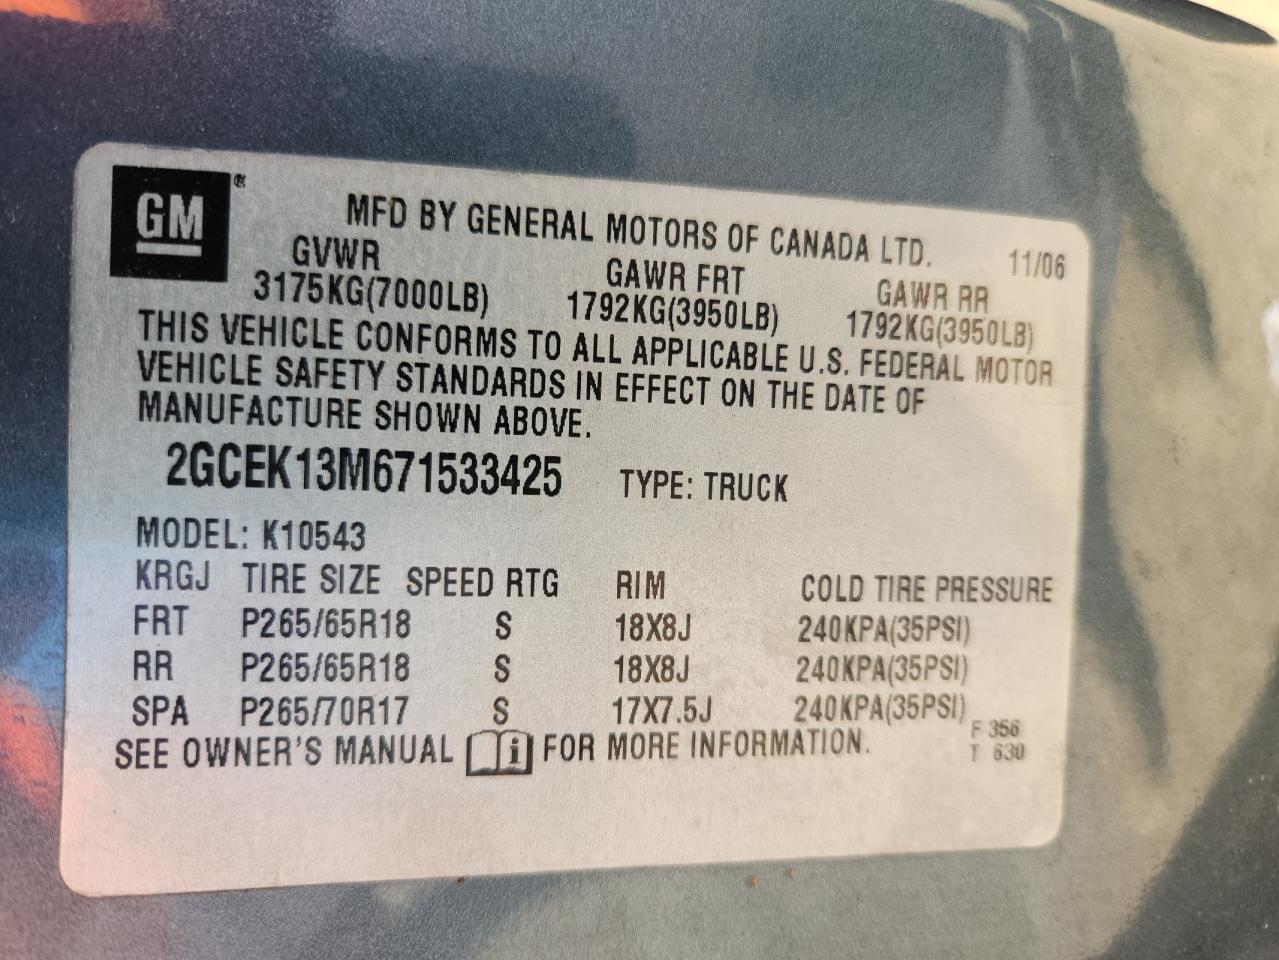 GM®
MFD BY GENERAL MOTORS OF CANADA LTD. 11/06
GVWR GAWR FRT GAWR RR
3175KG(7000LB) 1792KG(3950LB) 1792KG(3950LB)
THIS VEHICLE CONFORMS TO ALL APPLICABLE U.S. FEDERAL MOTOR
VEHICLE SAFETY STANDARDS IN EFFECT ON THE DATE OF
MANUFACTURE SHOWN ABOVE.
2GCEK13M671533425 TYPE: TRUCK
MODEL: K10543
KRGJ TIRE SIZE SPEED RTG RIM COLD TIRE PRESSURE
FRT P265/65R18 S 18X8J 240KPA(35PSI)
RR P265/65R18 S 18X8J 240KPA(35PSI)
SPA P265/70R17 S 17X7.5J 240KPA(35PSI)
SEE OWNER'S MANUAL i FOR MORE INFORMATION.
F 356
T 630